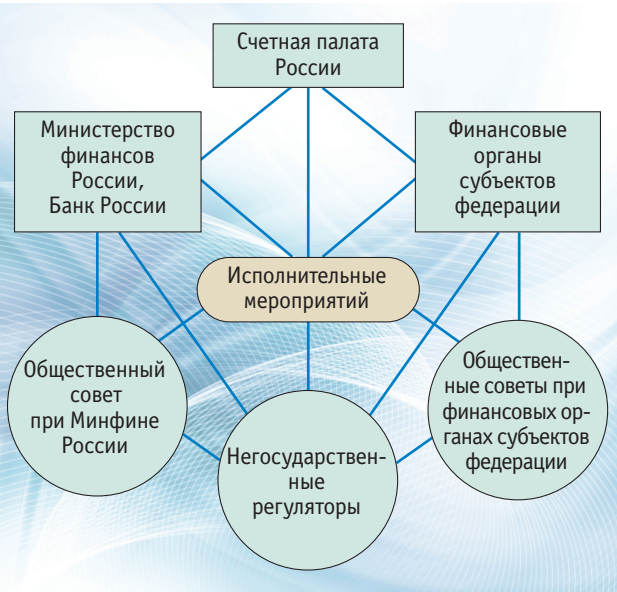 Счетная палата
России
Министерство
финансов
России,
Банк России
Финансовые
органы
субъектов
федерации
Исполнительные
мероприятий
Общественный
совет
при Минфине
России
Негосударствен-
ные
регуляторы
Обществен-
ные советы при
финансовых ор-
ганах субъектов
федерации